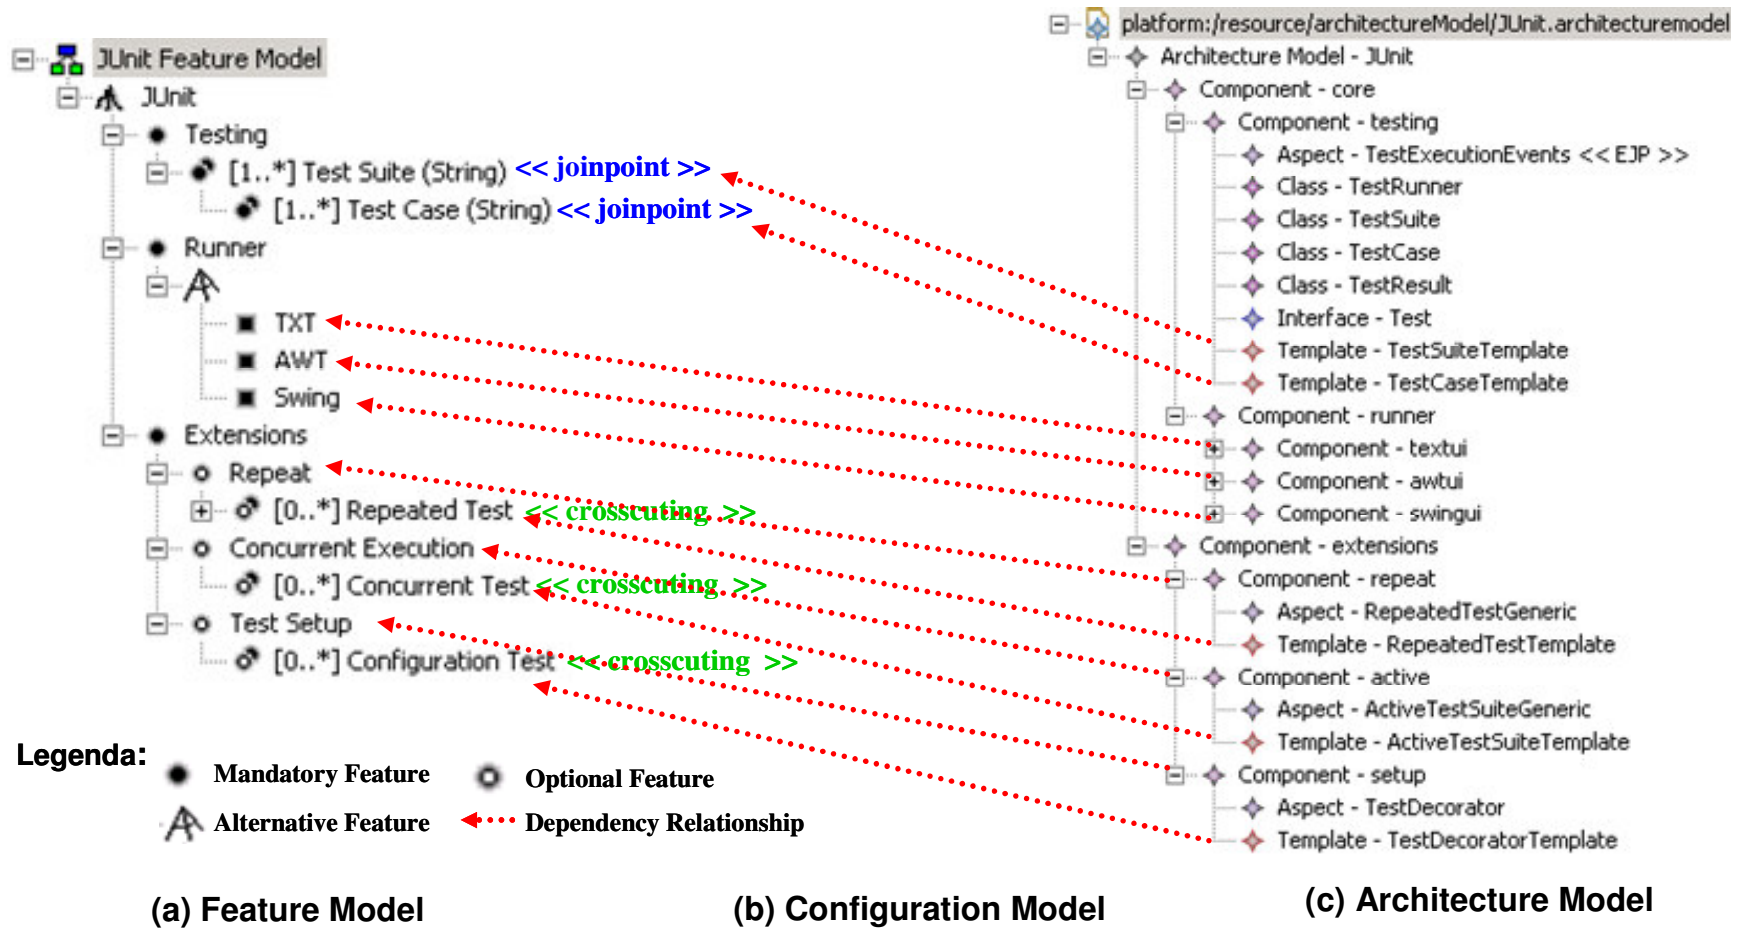 JUnit Feature Model
JUnit
Testing
[1..*] Test Suite (String) << joinpoint >>
[1..*] Test Case (String) << joinpoint >>
Runner
TXT
AWT
Swing
Extensions
Repeat
[0..*] Repeated Test << crosscuting >>
Concurrent Execution
[0..*] Concurrent Test << crosscuting >>
Test Setup
[0..*] Configuration Test << crosscuting >>
Legenda:
Mandatory Feature
Optional Feature
Alternative Feature
Dependency Relationship
(a) Feature Model
(b) Configuration Model
platform:/resource/architectureModel/JUnit.architecturemodel
Architecture Model - JUnit
Component - core
Component - testing
Aspect - TestExecutionEvents << EJP >>
Class - TestRunner
Class - TestSuite
Class - TestCase
Class - TestResult
Interface - Test
Template - TestSuiteTemplate
Template - TestCaseTemplate
Component - runner
Component - textui
Component - awtui
Component - swingui
Component - extensions
Component - repeat
Aspect - RepeatedTestGeneric
Template - RepeatedTestTemplate
Component - active
Aspect - ActiveTestSuiteGeneric
Template - ActiveTestSuiteTemplate
Component - setup
Aspect - TestDecorator
Template - TestDecoratorTemplate
(c) Architecture Model